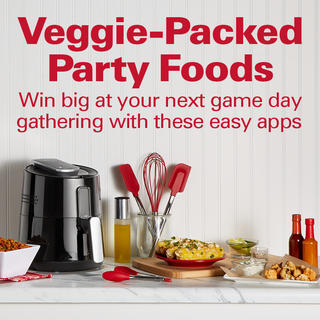 Veggie-Packed
Party Foods
Win big at your next game day
gathering with these easy apps